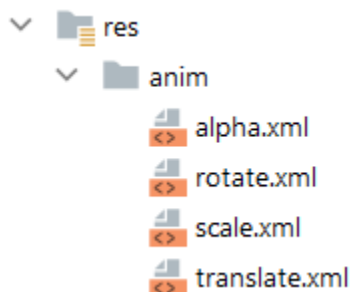 res
anim
alpha.xml
rotate.xml
scale.xml
translate.xml